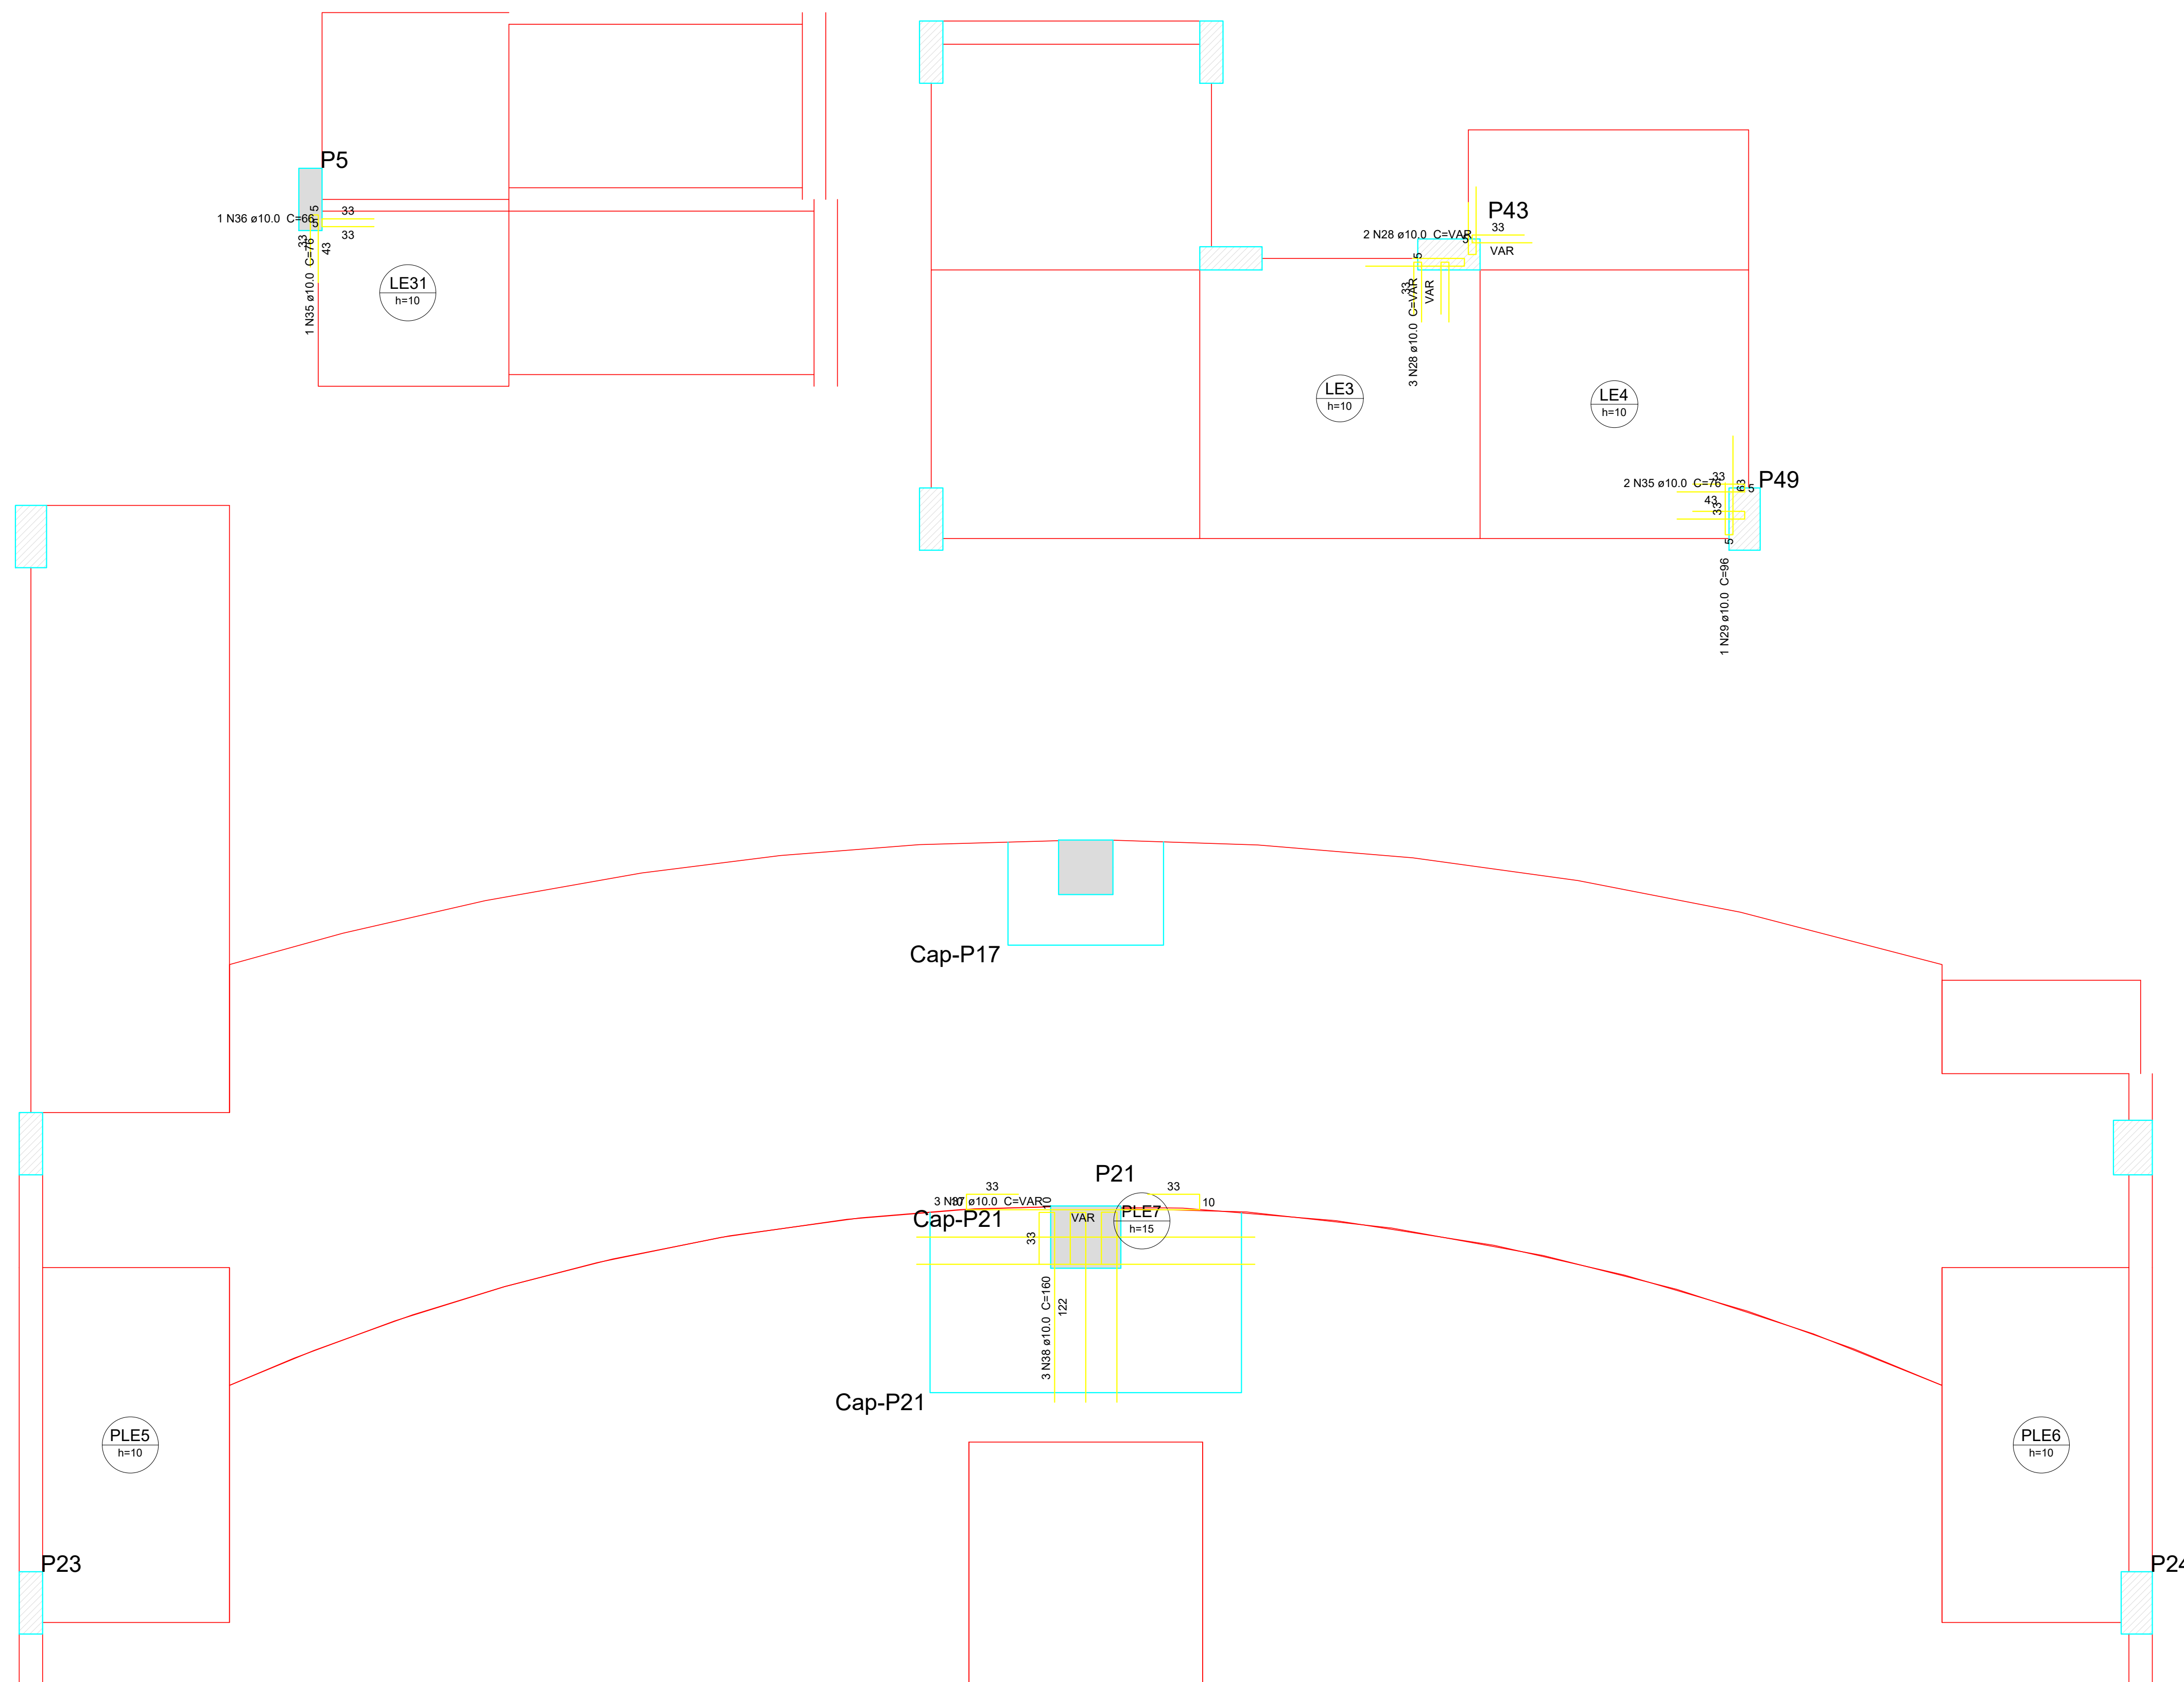 P5
5
33
1 N36 ø10.0  C=66
5
33
33
43
1 N35 ø10.0  C=76
LE31
h=10
P43
33
2 N28 ø10.0  C=VAR
5
VAR
5
33
VAR
3 N28 ø10.0  C=VAR
LE3
h=10
LE4
h=10
P49
33
2 N35 ø10.0  C=76
63
5
43
33
5
1 N29 ø10.0  C=96
Cap-P17
P21
33
33
3 N37 ø10.0  C=VAR
10
10
10
Cap-P21
VAR
PLE7
h=15
33
3 N38 ø10.0  C=160
122
Cap-P21
PLE5
h=10
PLE6
h=10
P23
P24